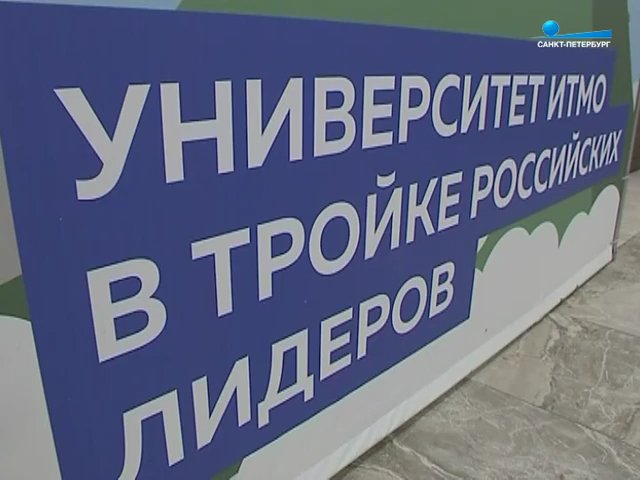 САНКТ-ПЕТЕРБУРГ
УНИВЕРСИТЕТ ИТМО
В ТРОЙКЕ РОССИЙСКИХ
ЛИДЕРОВ